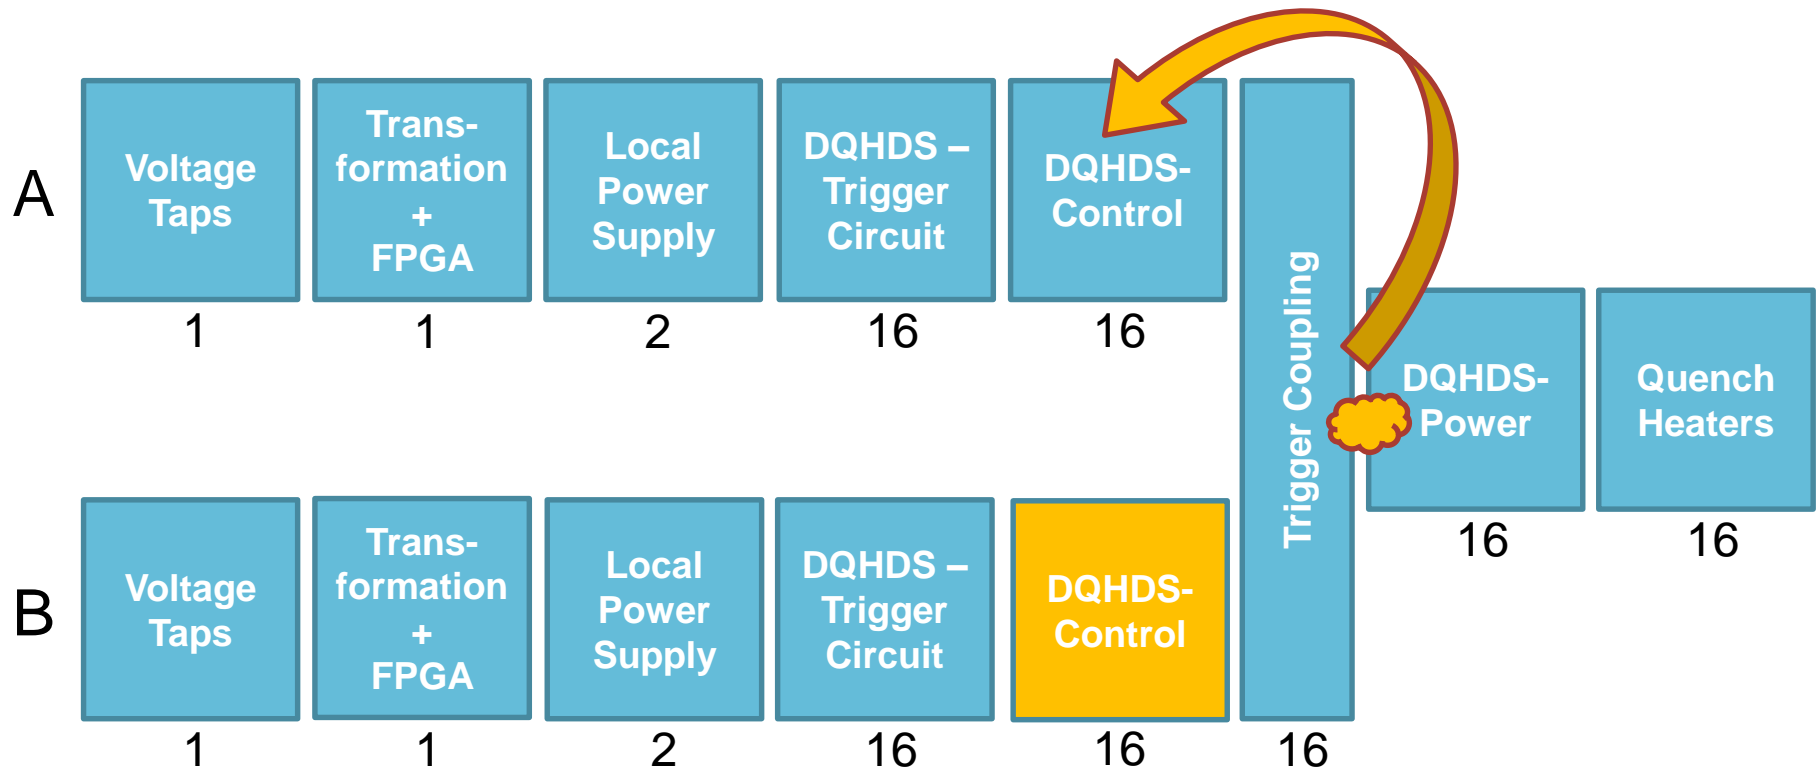 A
Voltage
Taps
1
Trans-
formation
+
FPGA
1
Local
Power
Supply
2
DQHDS –
Trigger
Circuit
16
DQHDS-
Control
16
Trigger Coupling
16
DQHDS-
Power
16
Quench
Heaters
16
B
Voltage
Taps
1
Trans-
formation
+
FPGA
1
Local
Power
Supply
2
DQHDS –
Trigger
Circuit
16
DQHDS-
Control
16